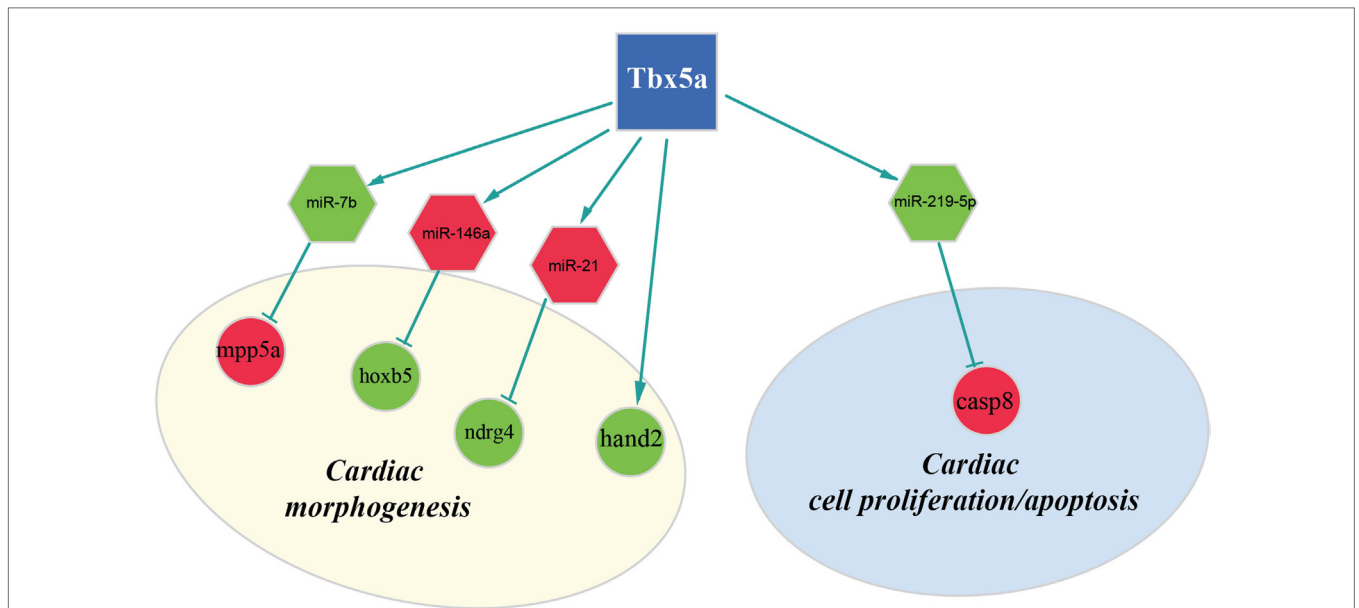 Tbx5a
miR-7b
miR-146a
miR-21
miR-219-5p
mpp5a
hoxb5
ndrg4
hand2
casp8
Cardiac
morphogenesis
Cardiac
cell proliferation/apoptosis